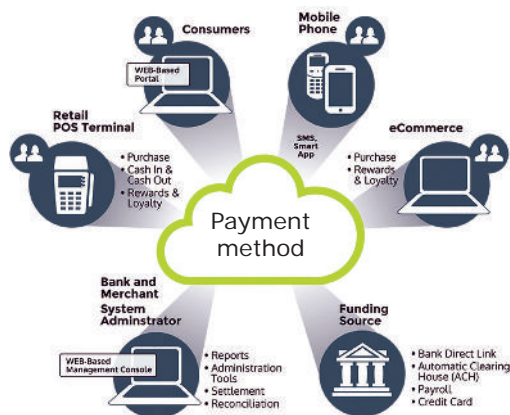 Consumers
WEB-Based
Portal
Mobile
Phone
SMS,
Smart
App
Retail
POS Terminal
• Purchase
• Cash In &
Cash Out
• Rewards &
Loyalty
eCommerce
• Purchase
• Rewards
& Loyalty
Payment
method
Bank and
Merchant
System
Adminstrator
WEB-Based
Management Console
• Reports
• Administration
Tools
• Settlement
• Reconciliation
Funding
Source
• Bank Direct Link
• Automatic Clearing
House (ACH)
• Payroll
• Credit Card